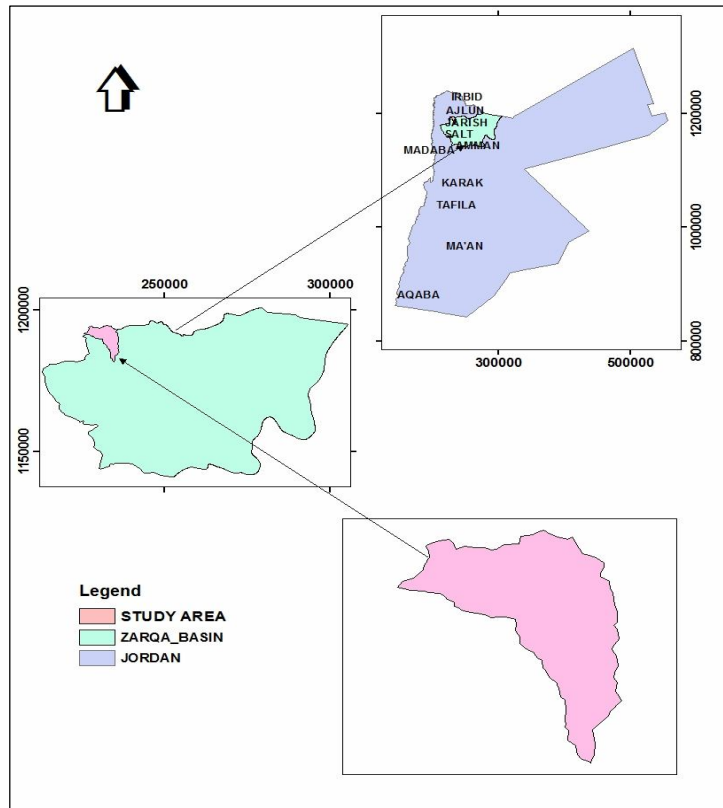 IRBID
AJLUN
JARISH
SALT
AMMAN
MADABA
KARAK
TAFILA
MA'AN
AQABA
1200000
1000000
800000
300000
500000
250000
300000
1200000
1150000
Legend
STUDY AREA
ZARQA_BASIN
JORDAN